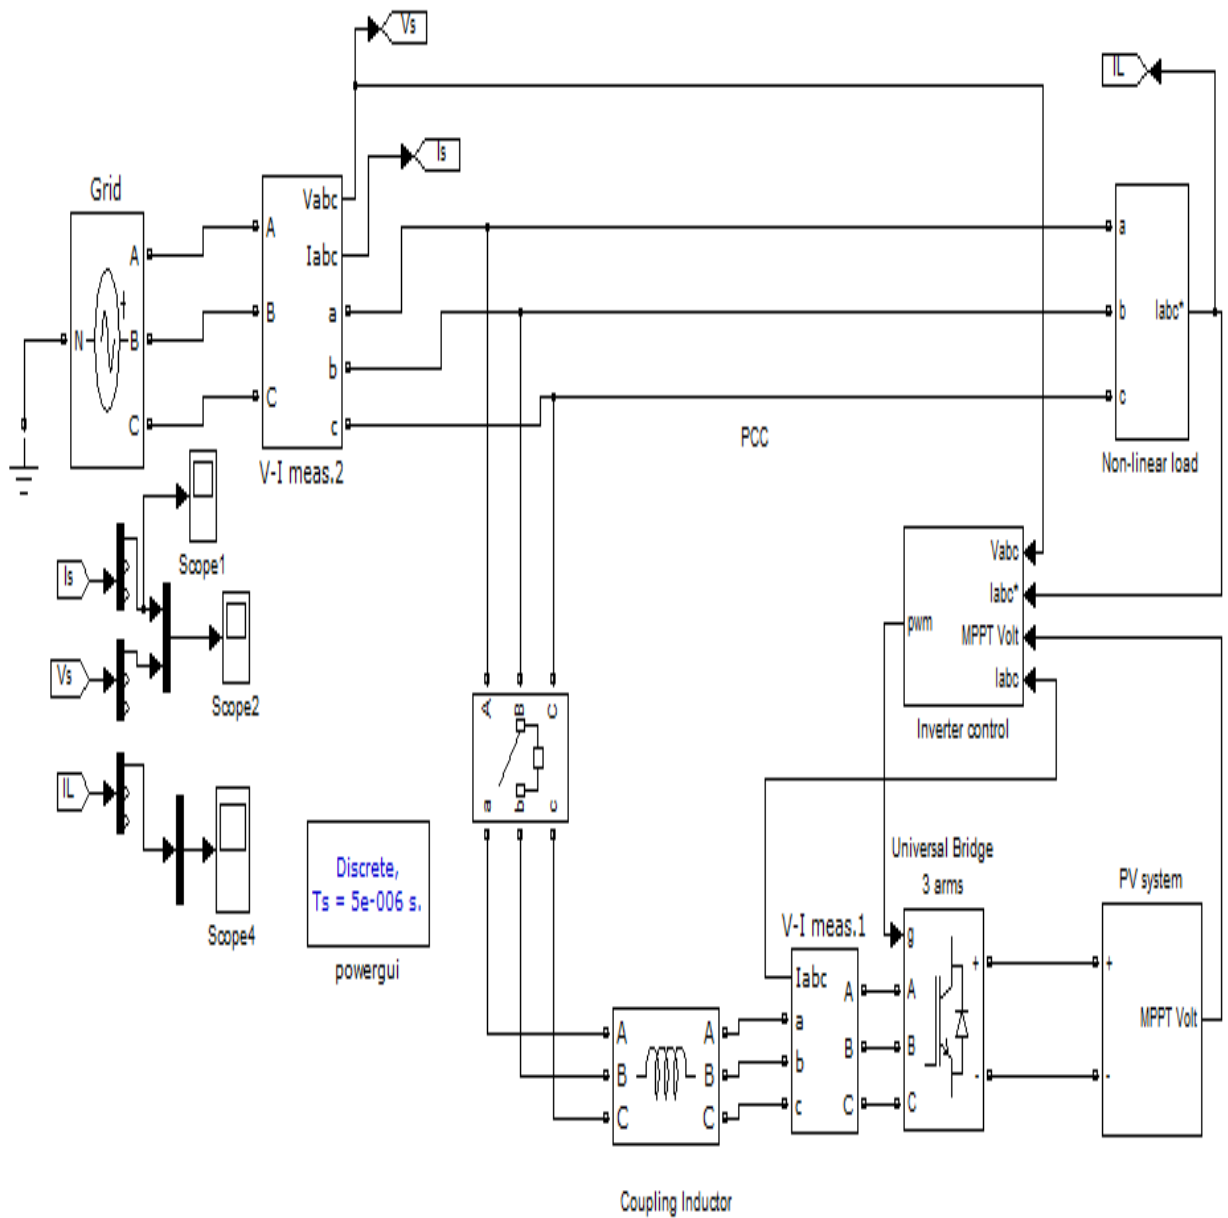 Vs
IL
Is
Grid
A
N
B
C
A
B
C
Vabc
Iabc
a
b
c
V-I meas.2
a
b
c
Iabc*
Non-linear load
PCC
Scope1
Is
Scope2
Vs
IL
Scope4
Discrete,
Ts = 5e-006 s.
powergui
A B C
a b c
Vabc
Iabc*
MPPT Volt
Iabc
pwm
Inverter control
Universal Bridge
3 arms
g
A
B
C
+
-
PV system
+
-
MPPT Volt
V-I meas.1
Iabc
a
b
c
A
B
C
A
B
C
A
B
C
Coupling Inductor